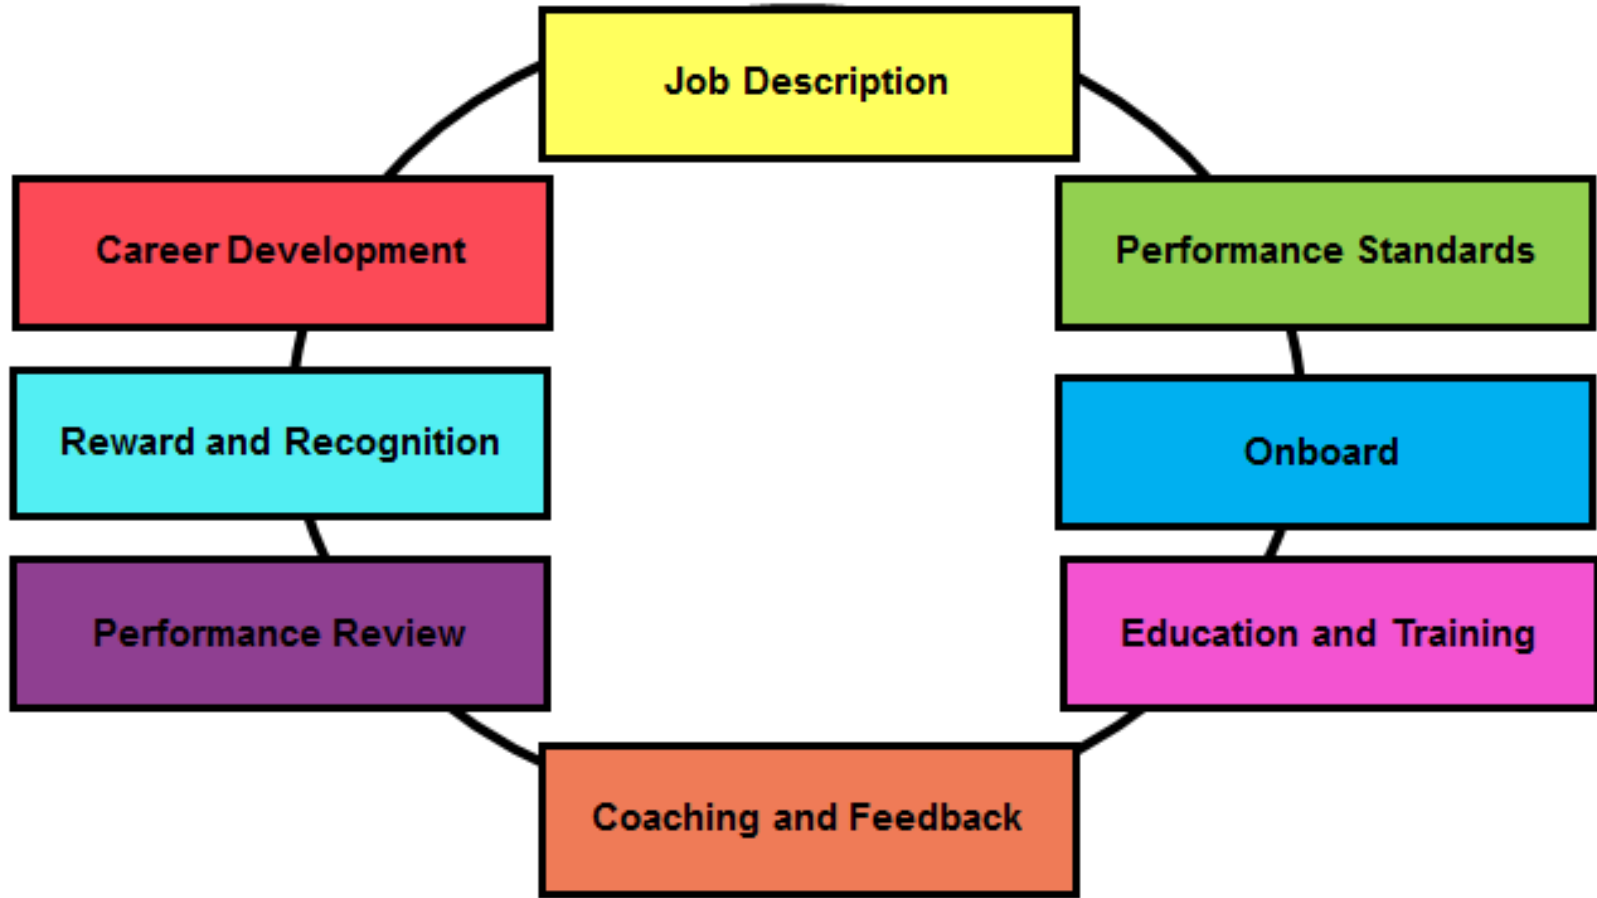 Job Description
Career Development
Performance Standards
Reward and Recognition
Onboard
Performance Review
Education and Training
Coaching and Feedback